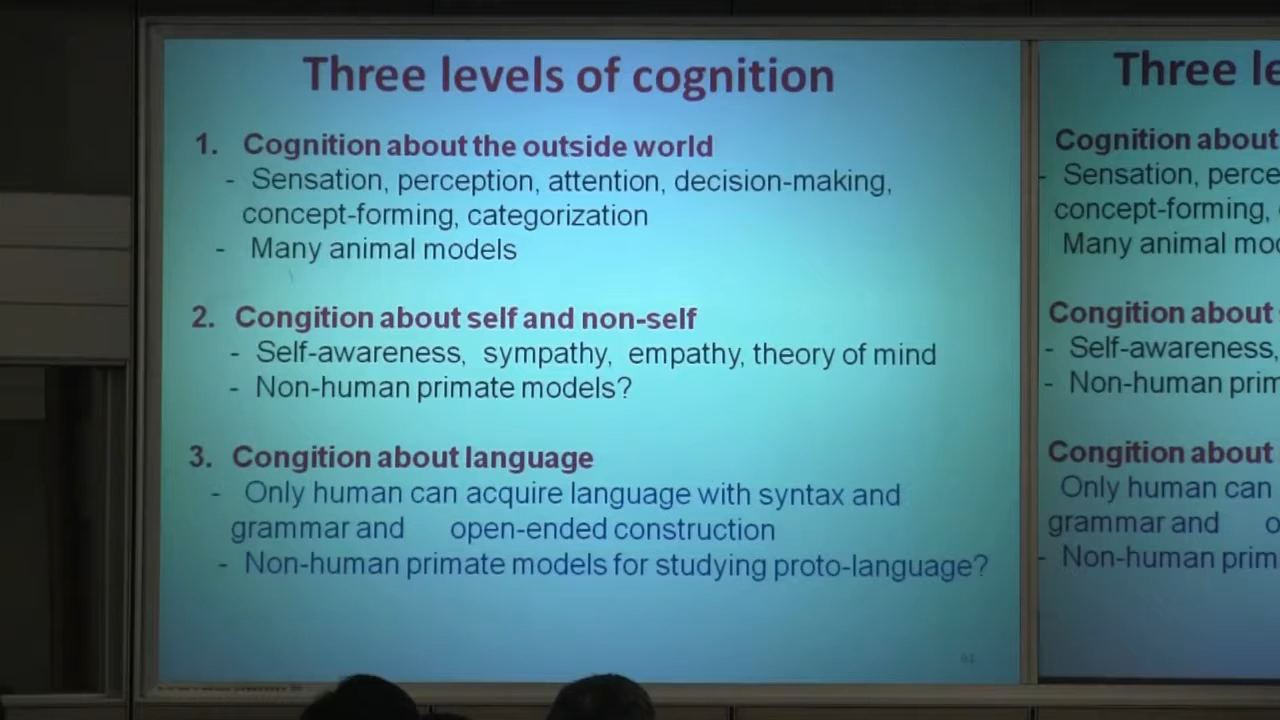 Three levels of cognition
1. Cognition about the outside world
- Sensation, perception, attention, decision-making,
concept-forming, categorization
- Many animal models
2. Congition about self and non-self
- Self-awareness, sympathy, empathy, theory of mind
- Non-human primate models?
3. Congition about language
- Only human can acquire language with syntax and
grammar and open-ended construction
- Non-human primate models for studying proto-language?
Three le
Cognition about
- Sensation, perce
concept-forming,
Many animal mo
Congition about
- Self-awareness,
- Non-human prim
Congition about
Only human can
grammar and o
- Non-human prim